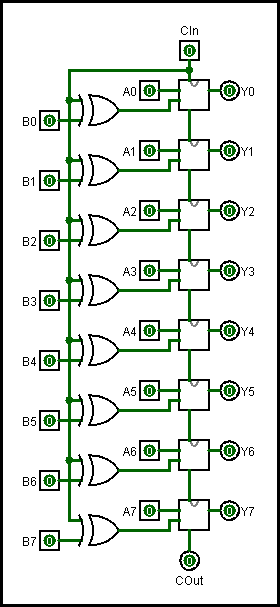 CIn
0
A0 0 0 Y0
B0 0
A1 0 0 Y1
B1 0
A2 0 0 Y2
B2 0
A3 0 0 Y3
B3 0
A4 0 0 Y4
B4 0
A5 0 0 Y5
B5 0
A6 0 0 Y6
B6 0
A7 0 0 Y7
B7 0
0
COut